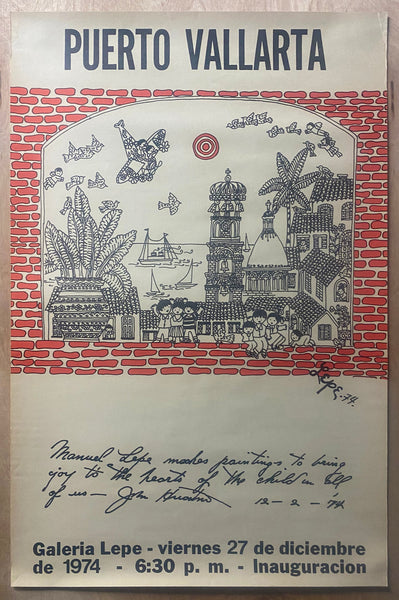 PUERTO VALLARTA
Lepe, 74.
Manuel Lepe makes paintings to bring
joy to the hearts of the child in all
of us — John Huston 12 - 2 - '74
Galeria Lepe - viernes 27 de diciembre
de 1974 - 6:30 p. m. - Inauguracion